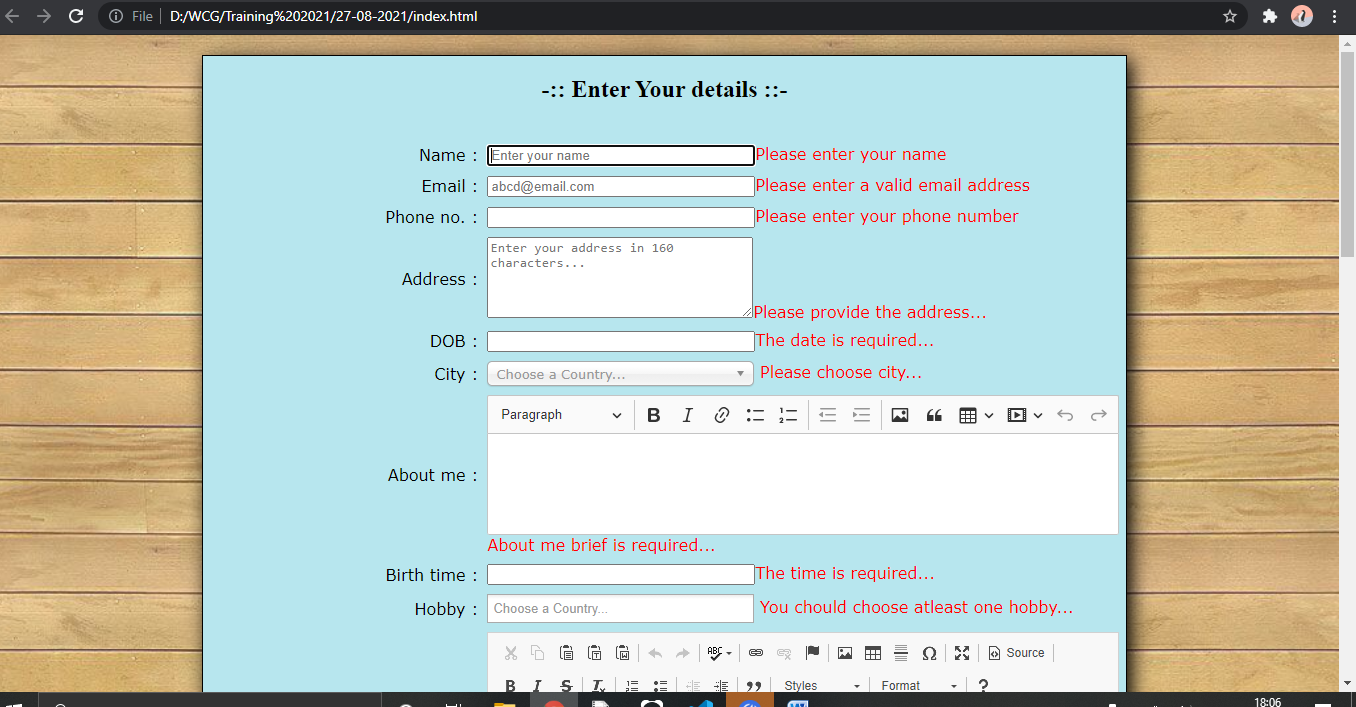 File D:/WCG/Training%202021/27-08-2021/index.html
-:: Enter Your details ::-
Name : Enter your name Please enter your name
Email : abcd@email.com Please enter a valid email address
Phone no. : Please enter your phone number
Enter your address in 160
characters...
Address :
Please provide the address...
DOB : The date is required...
City : Choose a Country... Please choose city...
Paragraph B I
About me :
About me brief is required...
Birth time : The time is required...
Hobby : Choose a Country... You chould choose atleast one hobby...
ABC Ω Source
B I S Tx Styles Format ?
18:06